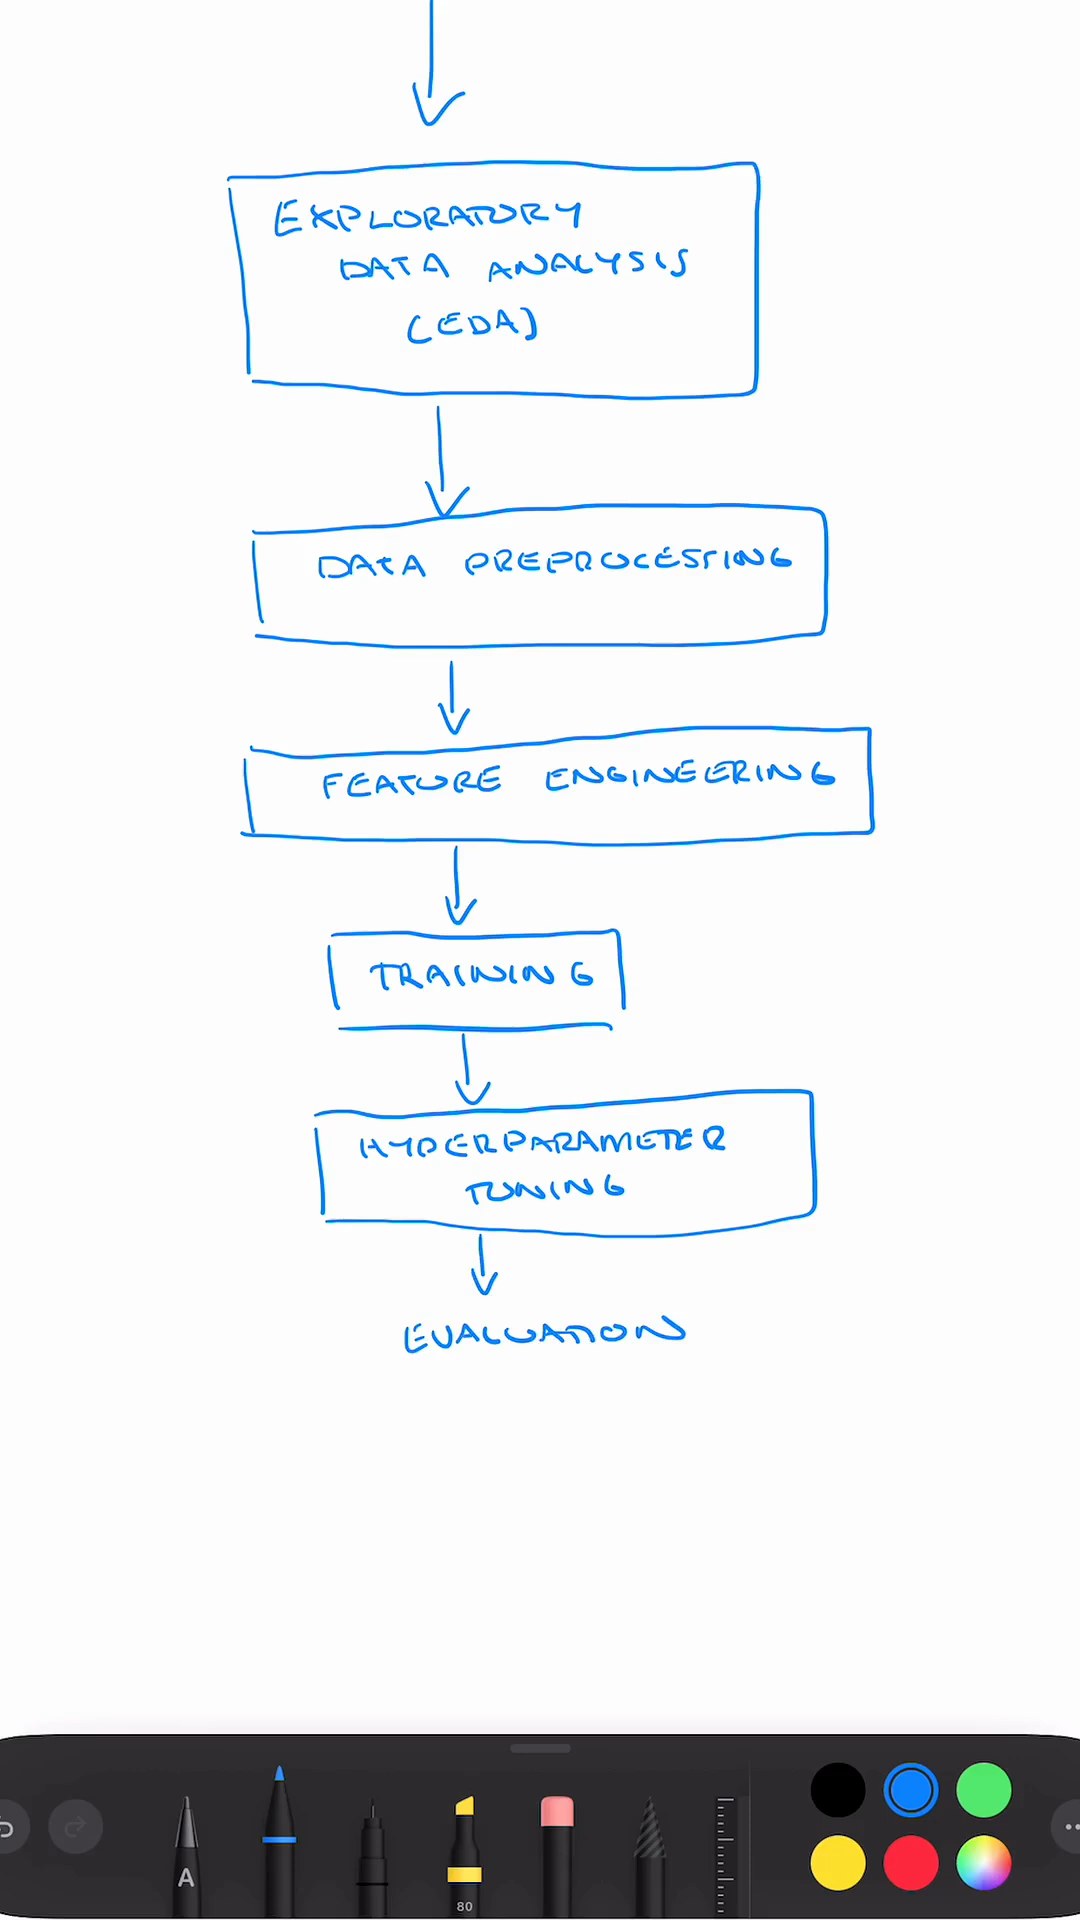 EXPLORATORY
DATA ANALYSIS
(EDA)
DATA PREPROCESSING
FEATURE ENGINEERING
TRAINING
HYPERPARAMETER
TUNING
EVALUATION
A
80